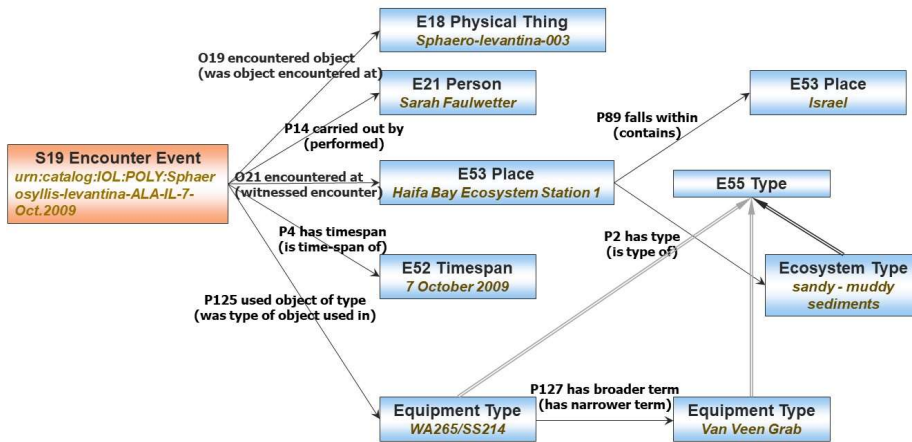 E18 Physical Thing
Sphaero-levantina-003
O19 encountered object
(was object encountered at)
E21 Person
Sarah Faulwetter
E53 Place
Israel
P89 falls within
(contains)
P14 carried out by
(performed)
S19 Encounter Event
urn:catalog:IOL:POLY:Sphaer
osyllis-levantina-ALA-IL-7-
Oct.2009
O21 encountered at
(witnessed encounter)
E53 Place
Haifa Bay Ecosystem Station 1
E55 Type
P4 has timespan
(is time-span of)
P2 has type
(is type of)
E52 Timespan
7 October 2009
Ecosystem Type
sandy - muddy
sediments
P125 used object of type
(was type of object used in)
P127 has broader term
(has narrower term)
Equipment Type
WA265/SS214
Equipment Type
Van Veen Grab